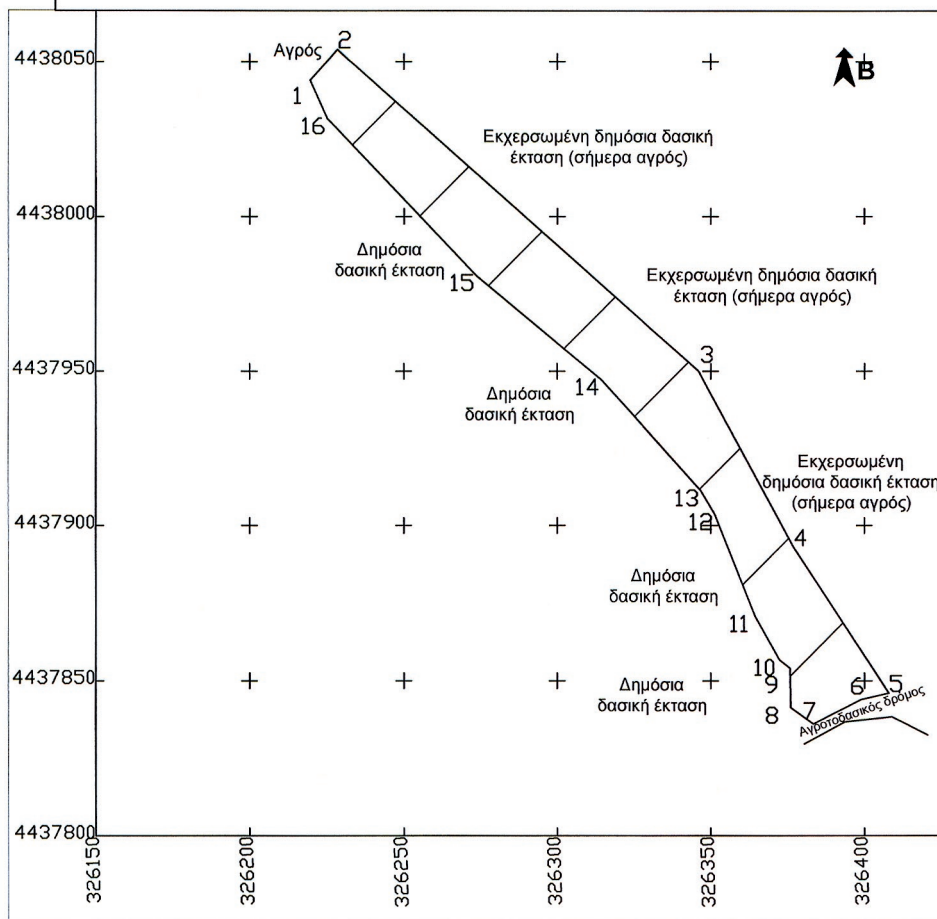 4438050
Αγρός
2
B
1
16
Εκχερσωμένη δημόσια δασική
έκταση (σήμερα αγρός)
4438000
Δημόσια
δασική έκταση
15
Εκχερσωμένη δημόσια δασική
έκταση (σήμερα αγρός)
4437950
3
14
Δημόσια
δασική έκταση
Εκχερσωμένη
δημόσια δασική έκταση
(σήμερα αγρός)
13
4437900
12
4
Δημόσια
δασική έκταση
11
4437850
10
9
8
7
6
5
Δημόσια
δασική έκταση
Αγροτοδασικός δρόμος
4437800
326150
326200
326250
326300
326350
326400